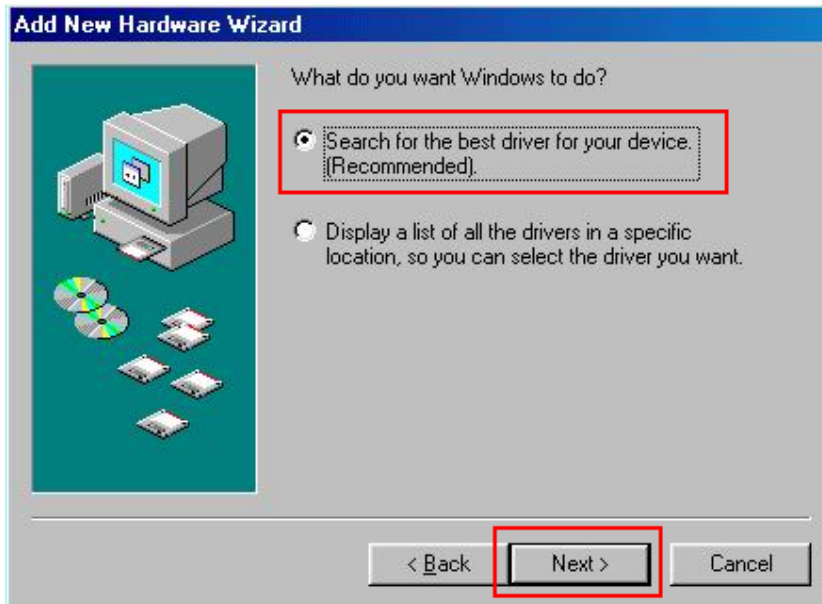 Add New Hardware Wizard
What do you want Windows to do?
Search for the best driver for your device.
(Recommended).
Display a list of all the drivers in a specific
location, so you can select the driver you want.
< Back
Next >
Cancel